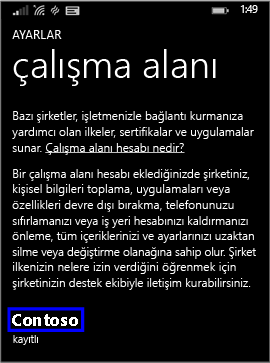 1:49
AYARLAR
çalışma alanı
Bazı şirketler, işletmenizle bağlantı kurmanıza
yardımcı olan ilkeler, sertifikalar ve uygulamalar
sunar. Çalışma alanı hesabı nedir?
Bir çalışma alanı hesabı eklediğinizde şirketiniz,
kişisel bilgileri toplama, uygulamaları veya
özellikleri devre dışı bırakma, telefonunuzu
sıfırlamanızı veya iş yeri hesabınızı kaldırmanızı
önleme, tüm içeriklerinizi ve ayarlarınızı uzaktan
silme veya değiştirme olanağına sahip olur. Şirket
ilkenizin nelere izin verdiğini öğrenmek için
şirketinizin destek ekibiyle iletişim kurabilirsiniz.
Contoso
kayıtlı